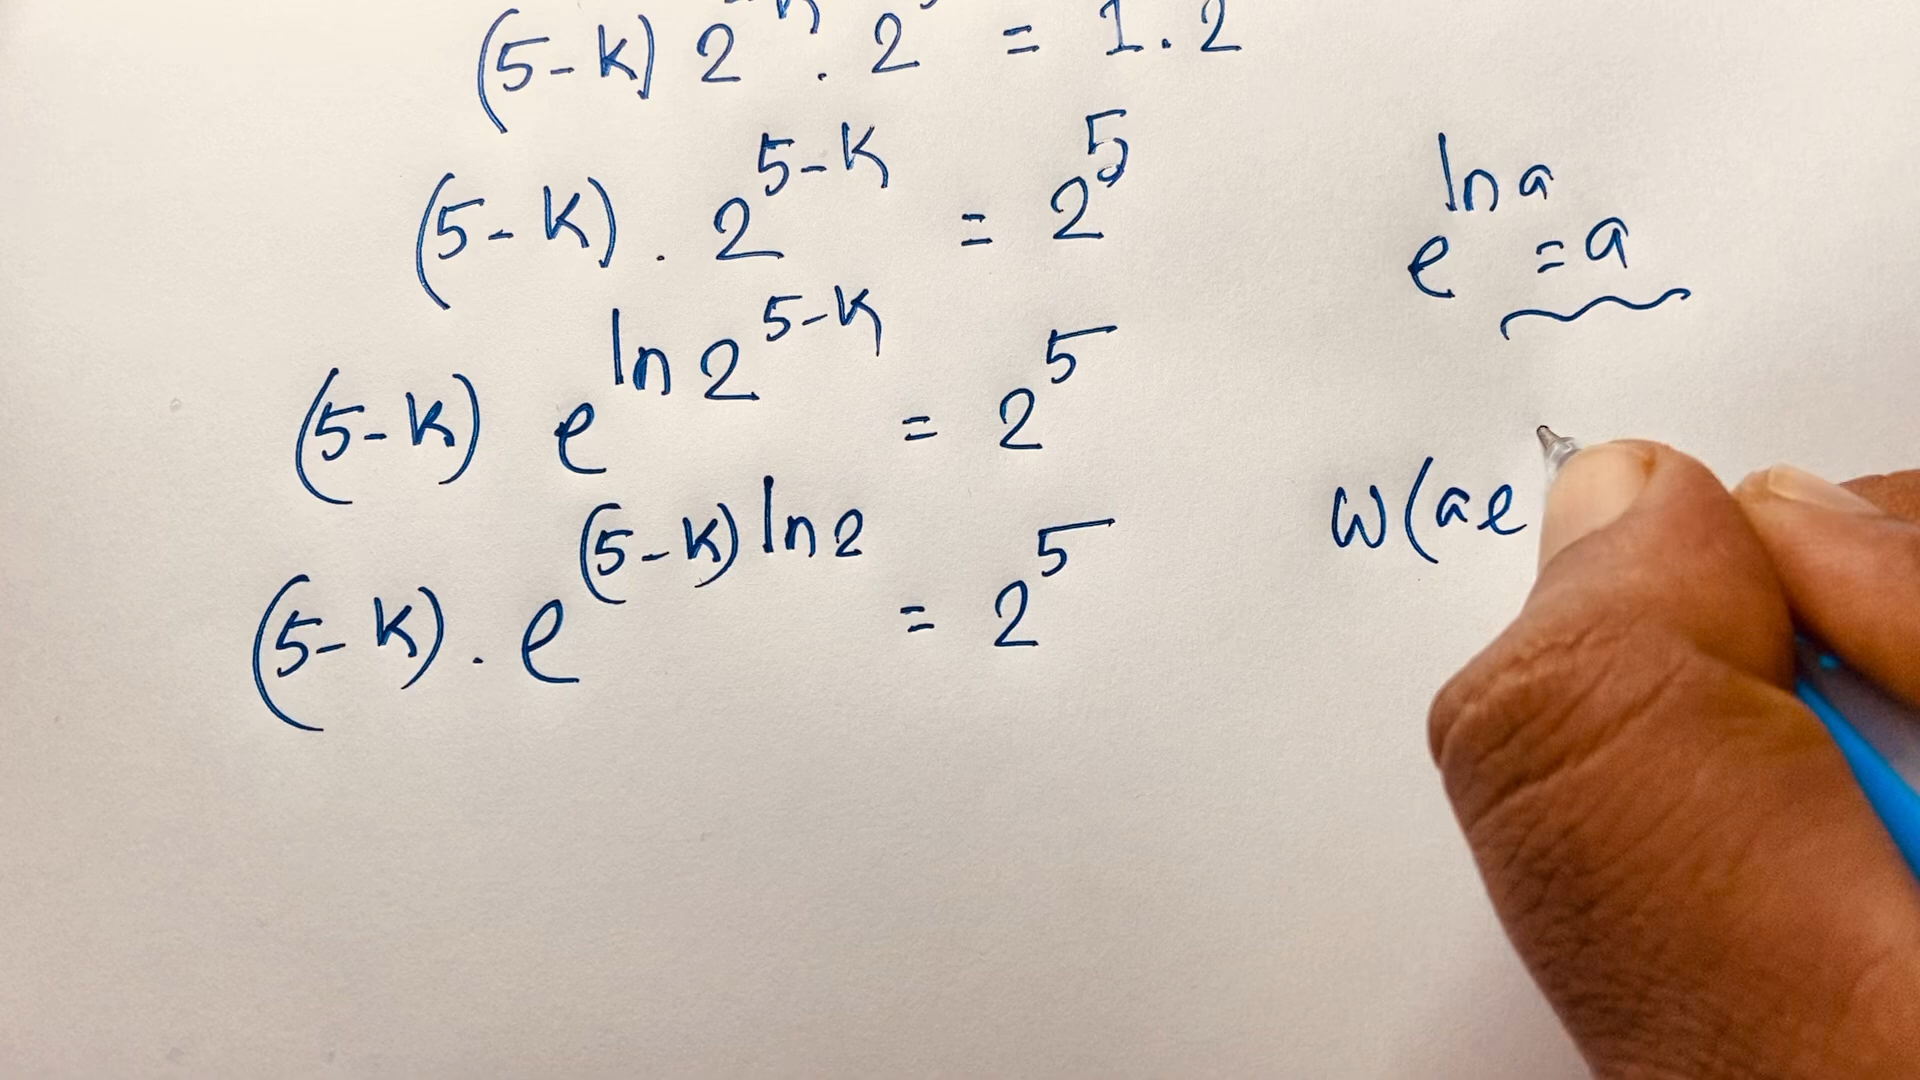 (5-K) 2 . 2 = 1.2
(5-K) . 2^{5-K} = 2^5
(5-K) e^{ln 2^{5-K}} = 2^5
(5-K) . e^{(5-K) ln 2} = 2^5
e^{ln a} = a
W(ae